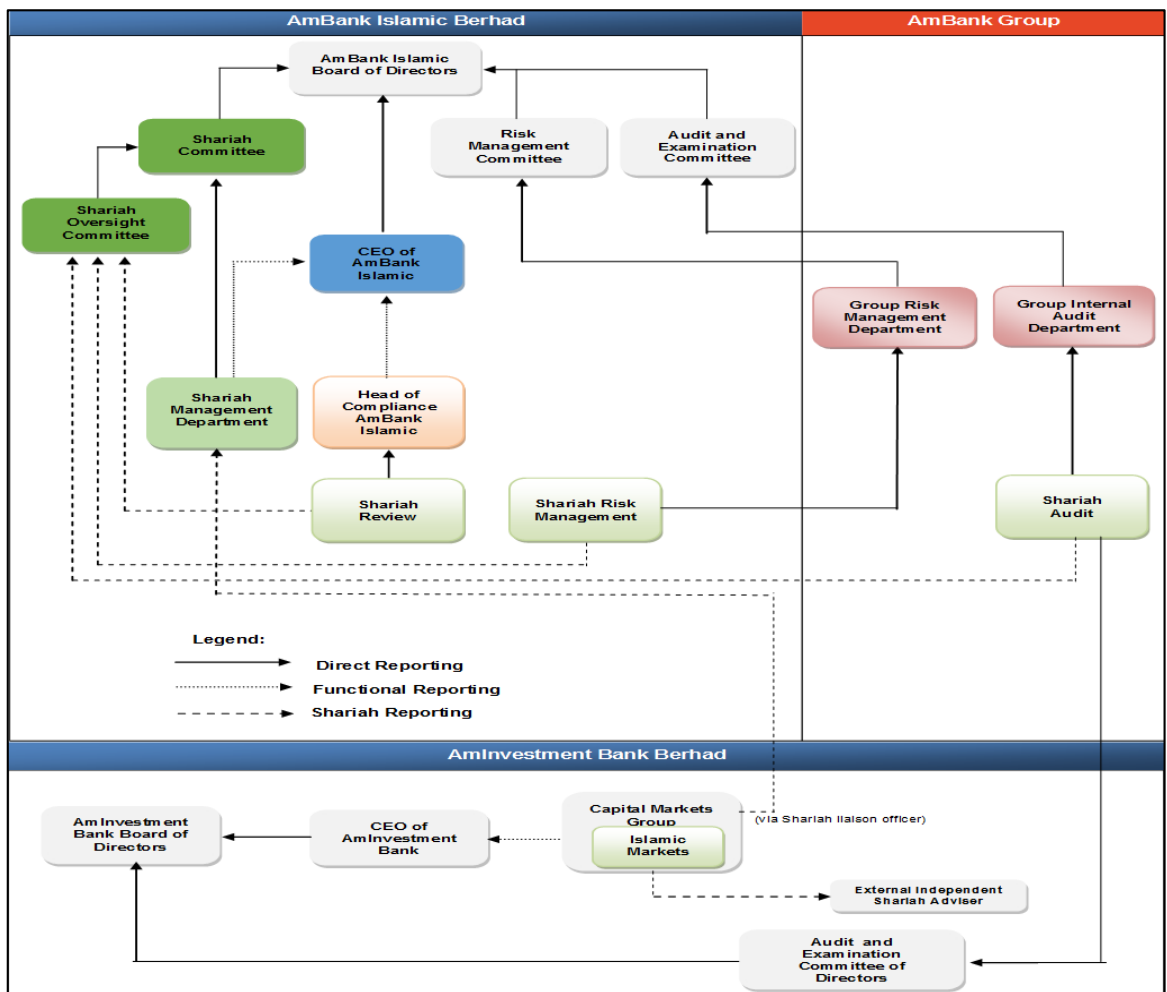 AmBank Islamic Berhad
AmBank Group
AmBank Islamic
Board of Directors
Shariah
Committee
Risk
Management
Committee
Audit and
Examination
Committee
Shariah
Oversight
Committee
CEO of
AmBank
Islamic
Group Risk
Management
Department
Group Internal
Audit
Department
Shariah
Management
Department
Head of
Compliance
AmBank
Islamic
Shariah
Review
Shariah Risk
Management
Shariah
Audit
Legend:
Direct Reporting
Functional Reporting
Shariah Reporting
AmInvestment Bank Berhad
AmInvestment
Bank Board of
Directors
CEO of
AmInvestment
Bank
Capital Markets
Group
Islamic
Markets
(via Shariah liaison officer)
External Independent
Shariah Adviser
Audit and
Examination
Committee of
Directors